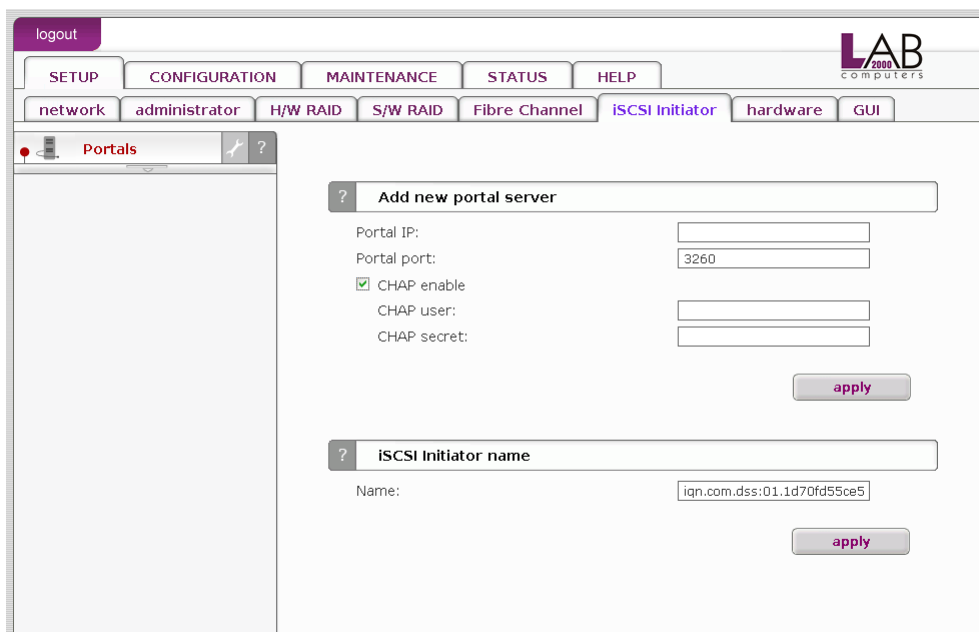 logout
LAB
2000
computers
SETUP CONFIGURATION MAINTENANCE STATUS HELP
network administrator H/W RAID S/W RAID Fibre Channel iSCSI Initiator hardware GUI
Portals ?
? Add new portal server
Portal IP:
Portal port: 3260
CHAP enable
CHAP user:
CHAP secret:
apply
? iSCSI Initiator name
Name: iqn.com.dss:01.1d70fd55ce5
apply